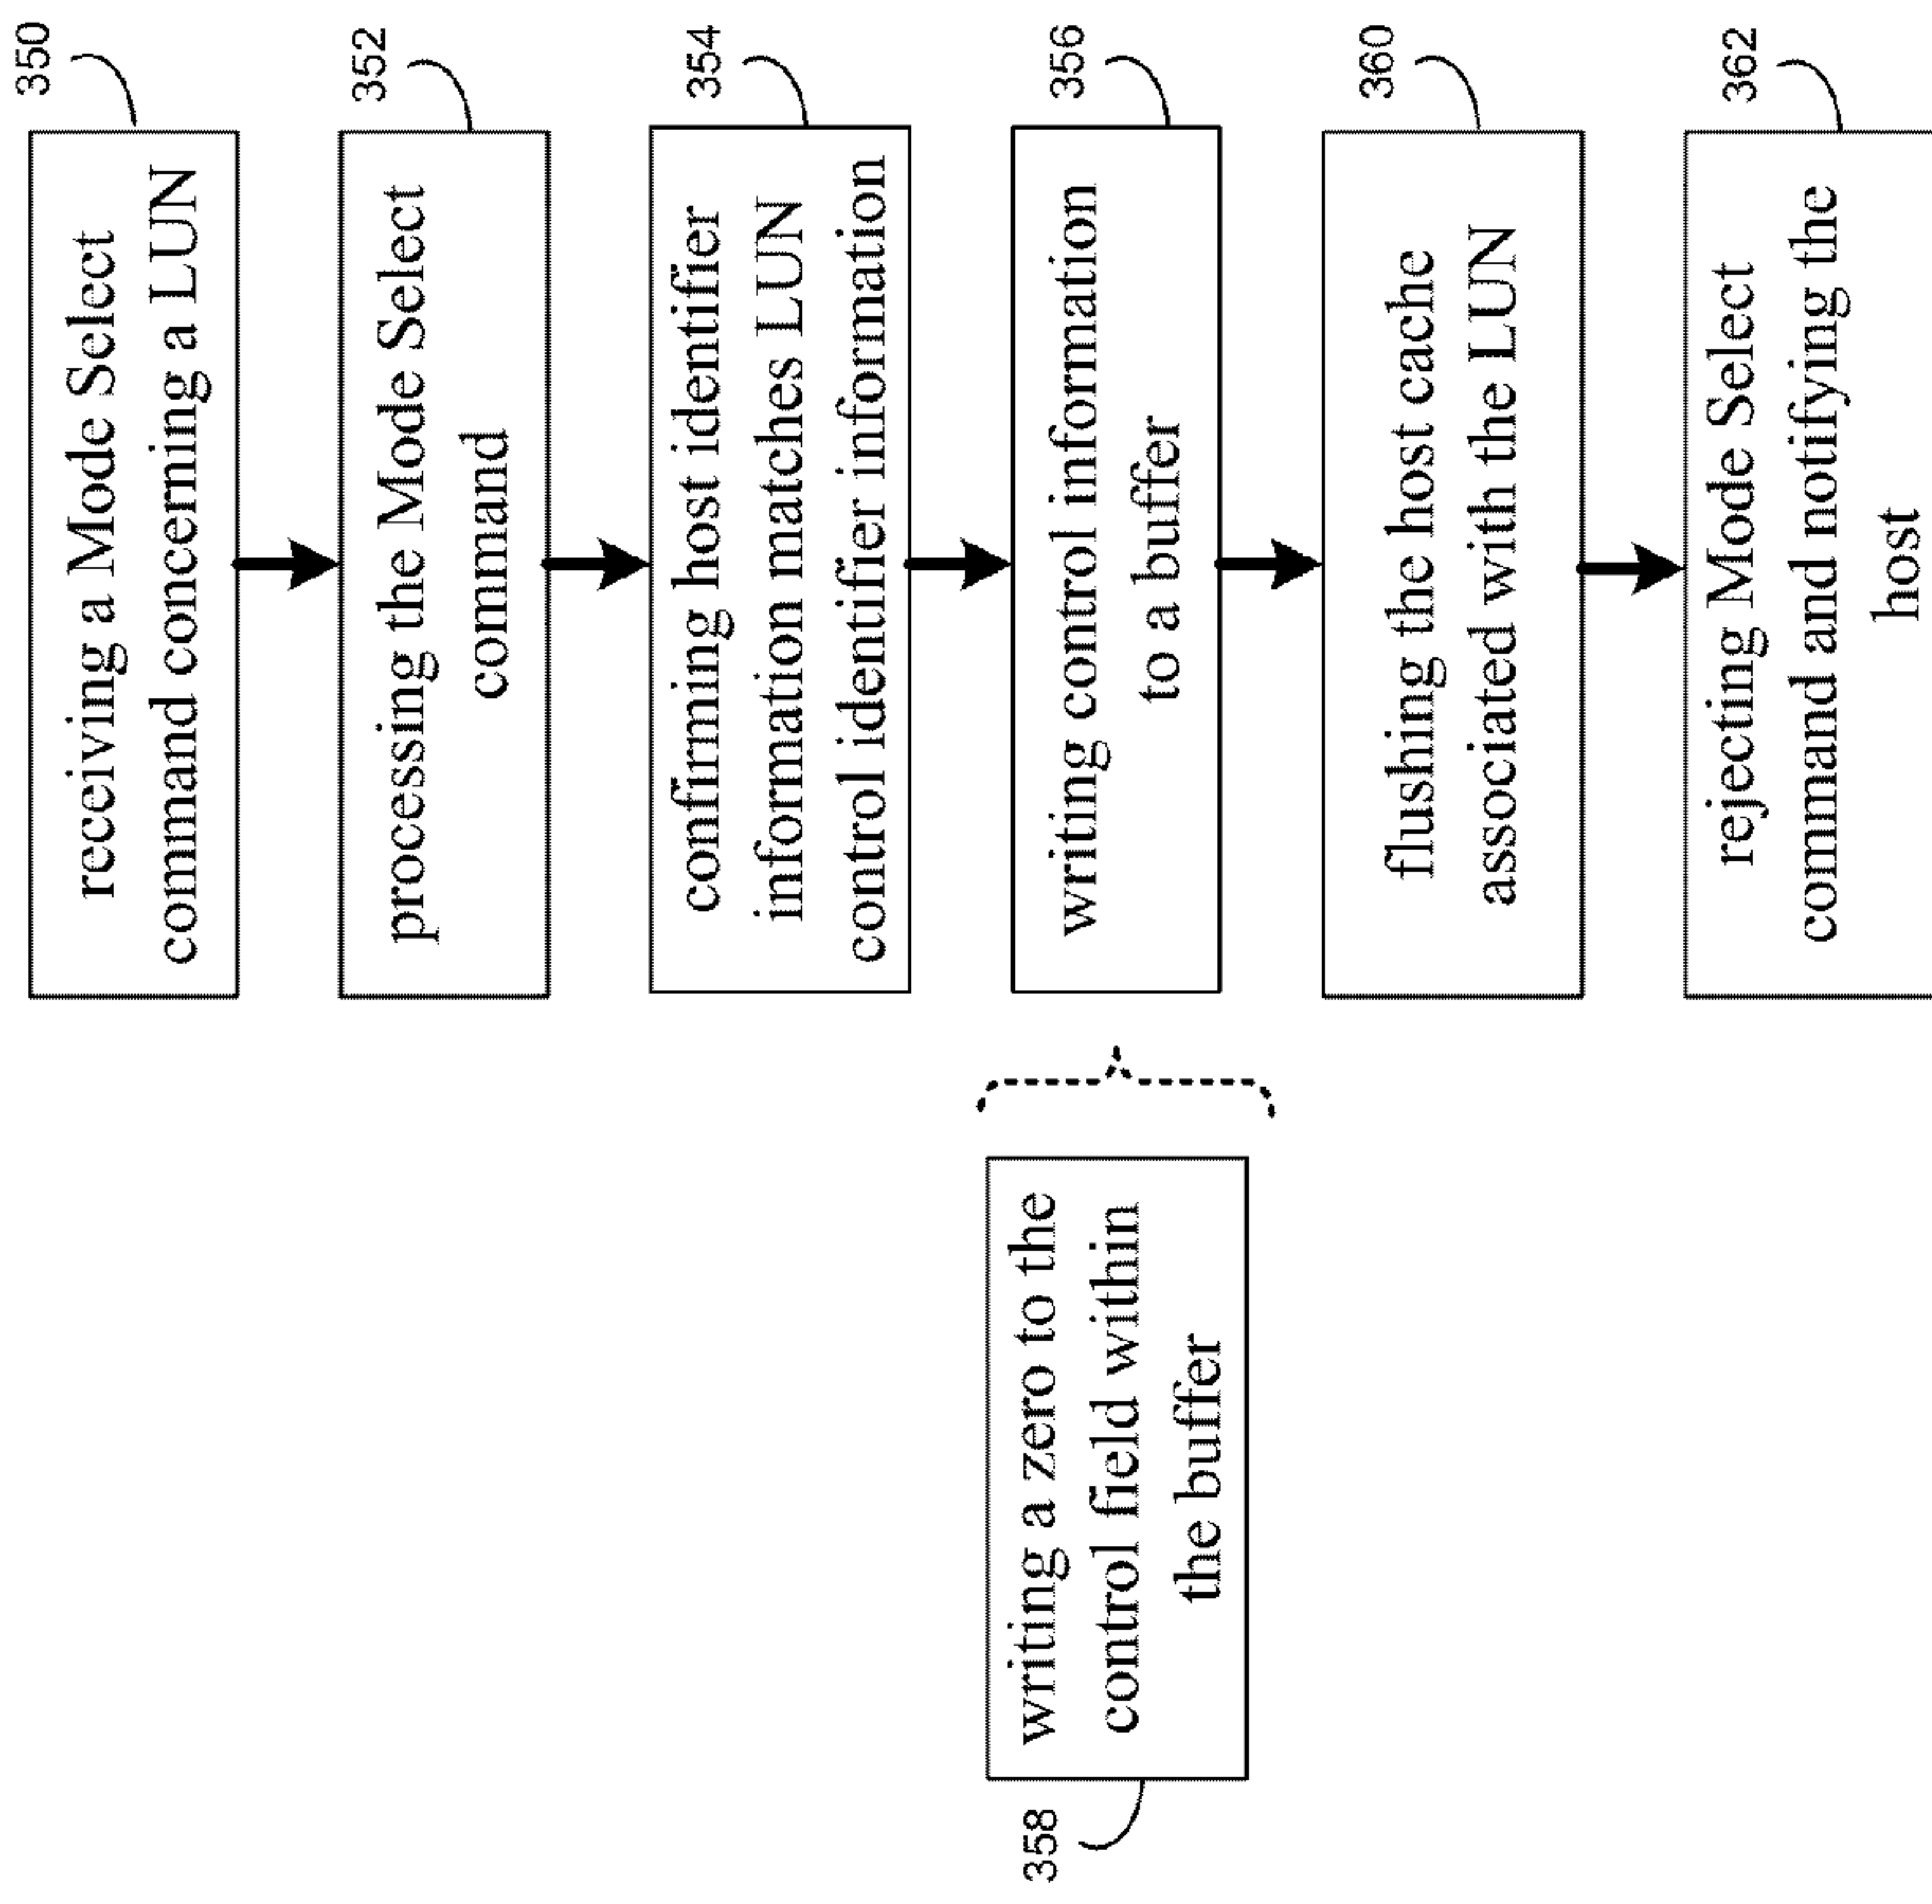 350
receiving a Mode Select
command concerning a LUN
352
processing the Mode Select
command
354
confirming host identifier
information matches LUN
control identifier information
356
writing control information
to a buffer
358
writing a zero to the
control field within
the buffer
360
flushing the host cache
associated with the LUN
362
rejecting Mode Select
command and notifying the
host